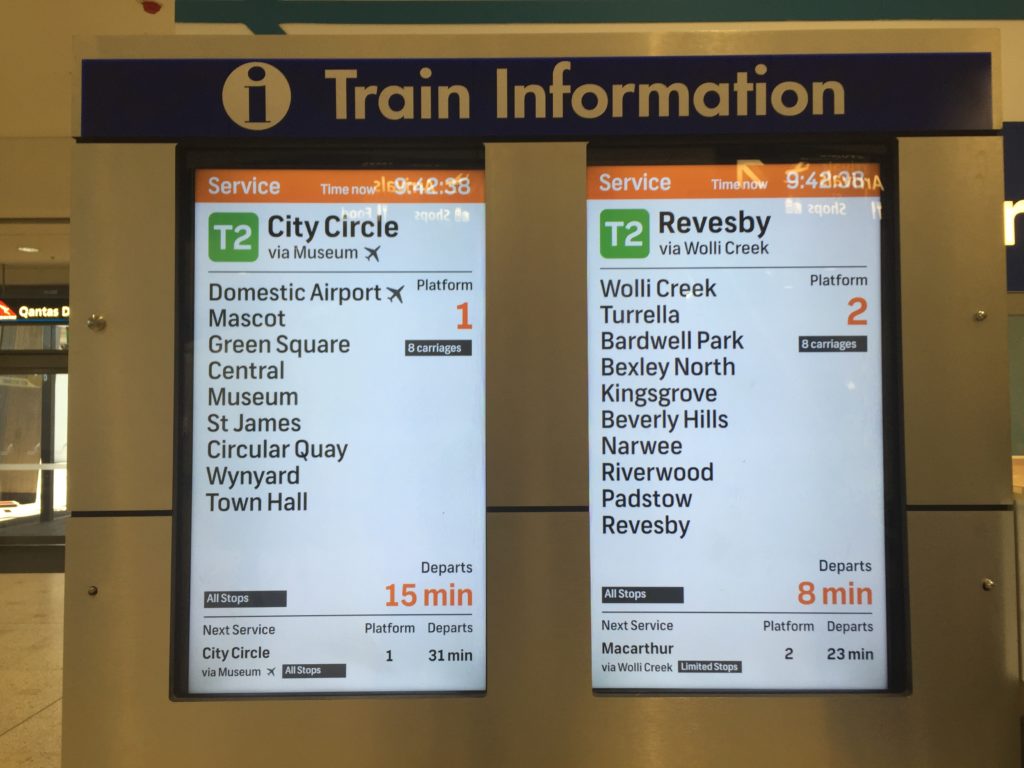 i Train Information
Service Time now 9:42:38
T2 City Circle
via Museum
Platform
1
8 carriages
Domestic Airport
Mascot
Green Square
Central
Museum
St James
Circular Quay
Wynyard
Town Hall
Departs
All Stops 15 min
Next Service Platform Departs
City Circle 1 31 min
via Museum All Stops
Service Time now 9:42:38
T2 Revesby
via Wolli Creek
Platform
2
8 carriages
Wolli Creek
Turrella
Bardwell Park
Bexley North
Kingsgrove
Beverly Hills
Narwee
Riverwood
Padstow
Revesby
Departs
All Stops 8 min
Next Service Platform Departs
Macarthur 2 23 min
via Wolli Creek Limited Stops
Qantas D
Arrivals
Shops
Food
Arrivals
Shops